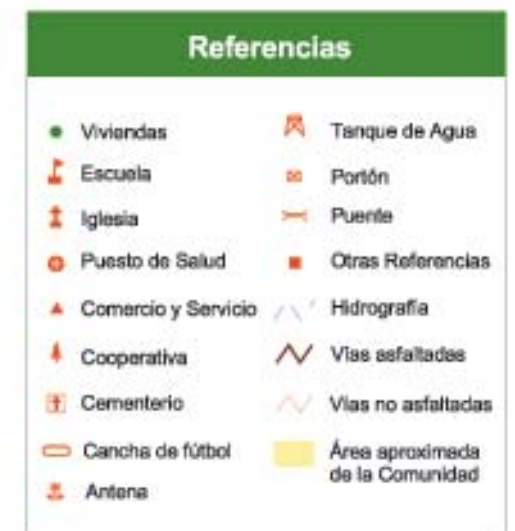 Referencias
Viviendas
Escuela
Iglesia
Puesto de Salud
Comercio y Servicio
Cooperativa
Cementerio
Cancha de fútbol
Antena
Tanque de Agua
Portón
Puente
Otras Referencias
Hidrografía
Vías asfaltadas
Vías no asfaltadas
Área aproximada
de la Comunidad